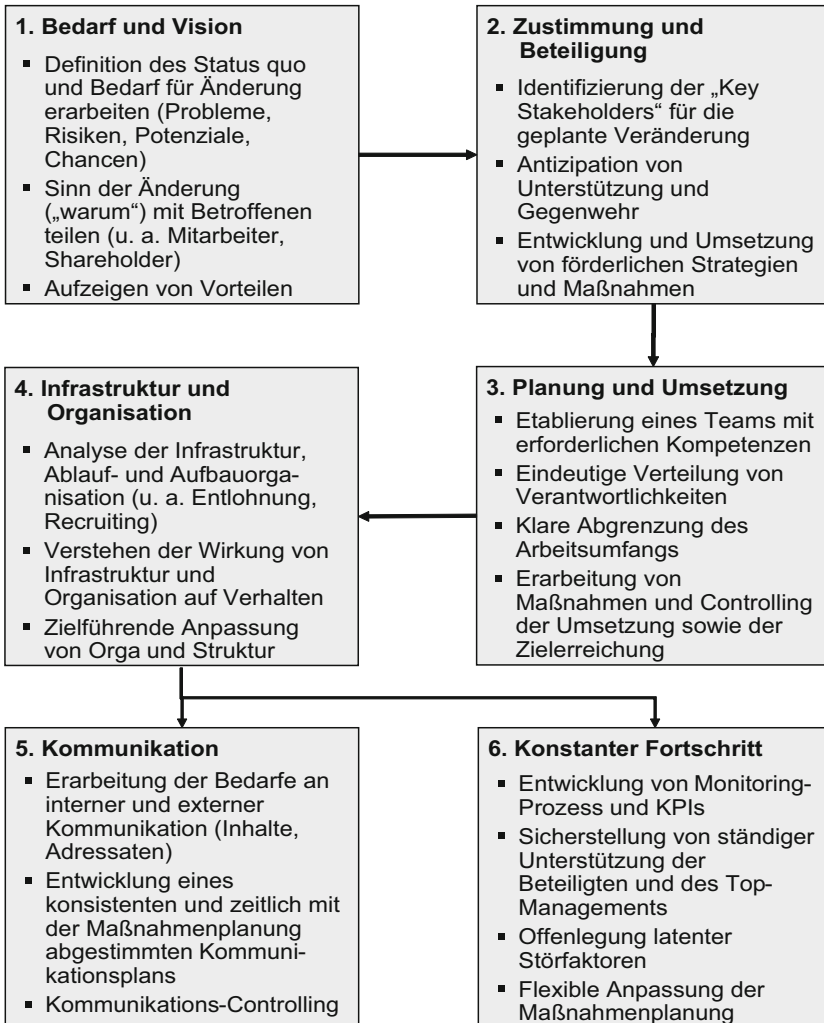 1. Bedarf und Vision
▪ Definition des Status quo
und Bedarf für Änderung
erarbeiten (Probleme,
Risiken, Potenziale,
Chancen)
▪ Sinn der Änderung
(„warum“) mit Betroffenen
teilen (u. a. Mitarbeiter,
Shareholder)
▪ Aufzeigen von Vorteilen
2. Zustimmung und
Beteiligung
▪ Identifizierung der „Key
Stakeholders“ für die
geplante Veränderung
▪ Antizipation von
Unterstützung und
Gegenwehr
▪ Entwicklung und Umsetzung
von förderlichen Strategien
und Maßnahmen
3. Planung und Umsetzung
▪ Etablierung eines Teams mit
erforderlichen Kompetenzen
▪ Eindeutige Verteilung von
Verantwortlichkeiten
▪ Klare Abgrenzung des
Arbeitsumfangs
▪ Erarbeitung von
Maßnahmen und Controlling
der Umsetzung sowie der
Zielerreichung
4. Infrastruktur und
Organisation
▪ Analyse der Infrastruktur,
Ablauf- und Aufbauorga-
nisation (u. a. Entlohnung,
Recruiting)
▪ Verstehen der Wirkung von
Infrastruktur und
Organisation auf Verhalten
▪ Zielführende Anpassung
von Orga und Struktur
5. Kommunikation
▪ Erarbeitung der Bedarfe an
interner und externer
Kommunikation (Inhalte,
Adressaten)
▪ Entwicklung eines
konsistenten und zeitlich mit
der Maßnahmenplanung
abgestimmten Kommuni-
kationsplans
▪ Kommunikations-Controlling
6. Konstanter Fortschritt
▪ Entwicklung von Monitoring-
Prozess und KPIs
▪ Sicherstellung von ständiger
Unterstützung der
Beteiligten und des Top-
Managements
▪ Offenlegung latenter
Störfaktoren
▪ Flexible Anpassung der
Maßnahmenplanung